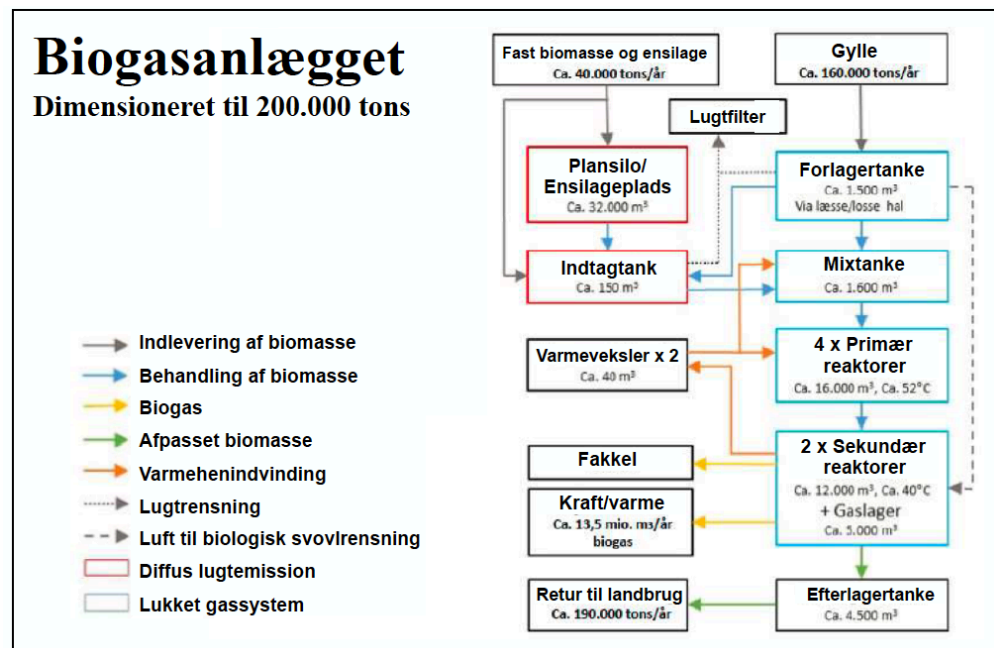 Biogasanlægget
Dimensioneret til 200.000 tons
Fast biomasse og ensilage
Ca. 40.000 tons/år
Gylle
Ca. 160.000 tons/år
Lugtfilter
Plansilo/
Ensilageplads
Ca. 32.000 m³
Forlagertanke
Ca. 1.500 m³
Via læsse/losse hal
Indtagtank
Ca. 150 m³
Mixtanke
Ca. 1.600 m³
Varmeveksler x 2
Ca. 40 m³
4 x Primær
reaktorer
Ca. 16.000 m³, Ca. 52°C
Fakkel
2 x Sekundær
reaktorer
Ca. 12.000 m³, Ca. 40°C
+ Gaslager
Ca. 5.000 m³
Kraft/varme
Ca. 13,5 mio. m3/år
biogas
Retur til landbrug
Ca. 190.000 tons/år
Efterlagertanke
Ca. 4.500 m³
Indlevering af biomasse
Behandling af biomasse
Biogas
Afpasset biomasse
Varmehenindvinding
Lugtrensning
Luft til biologisk svovlrensning
Diffus lugtemission
Lukket gassystem